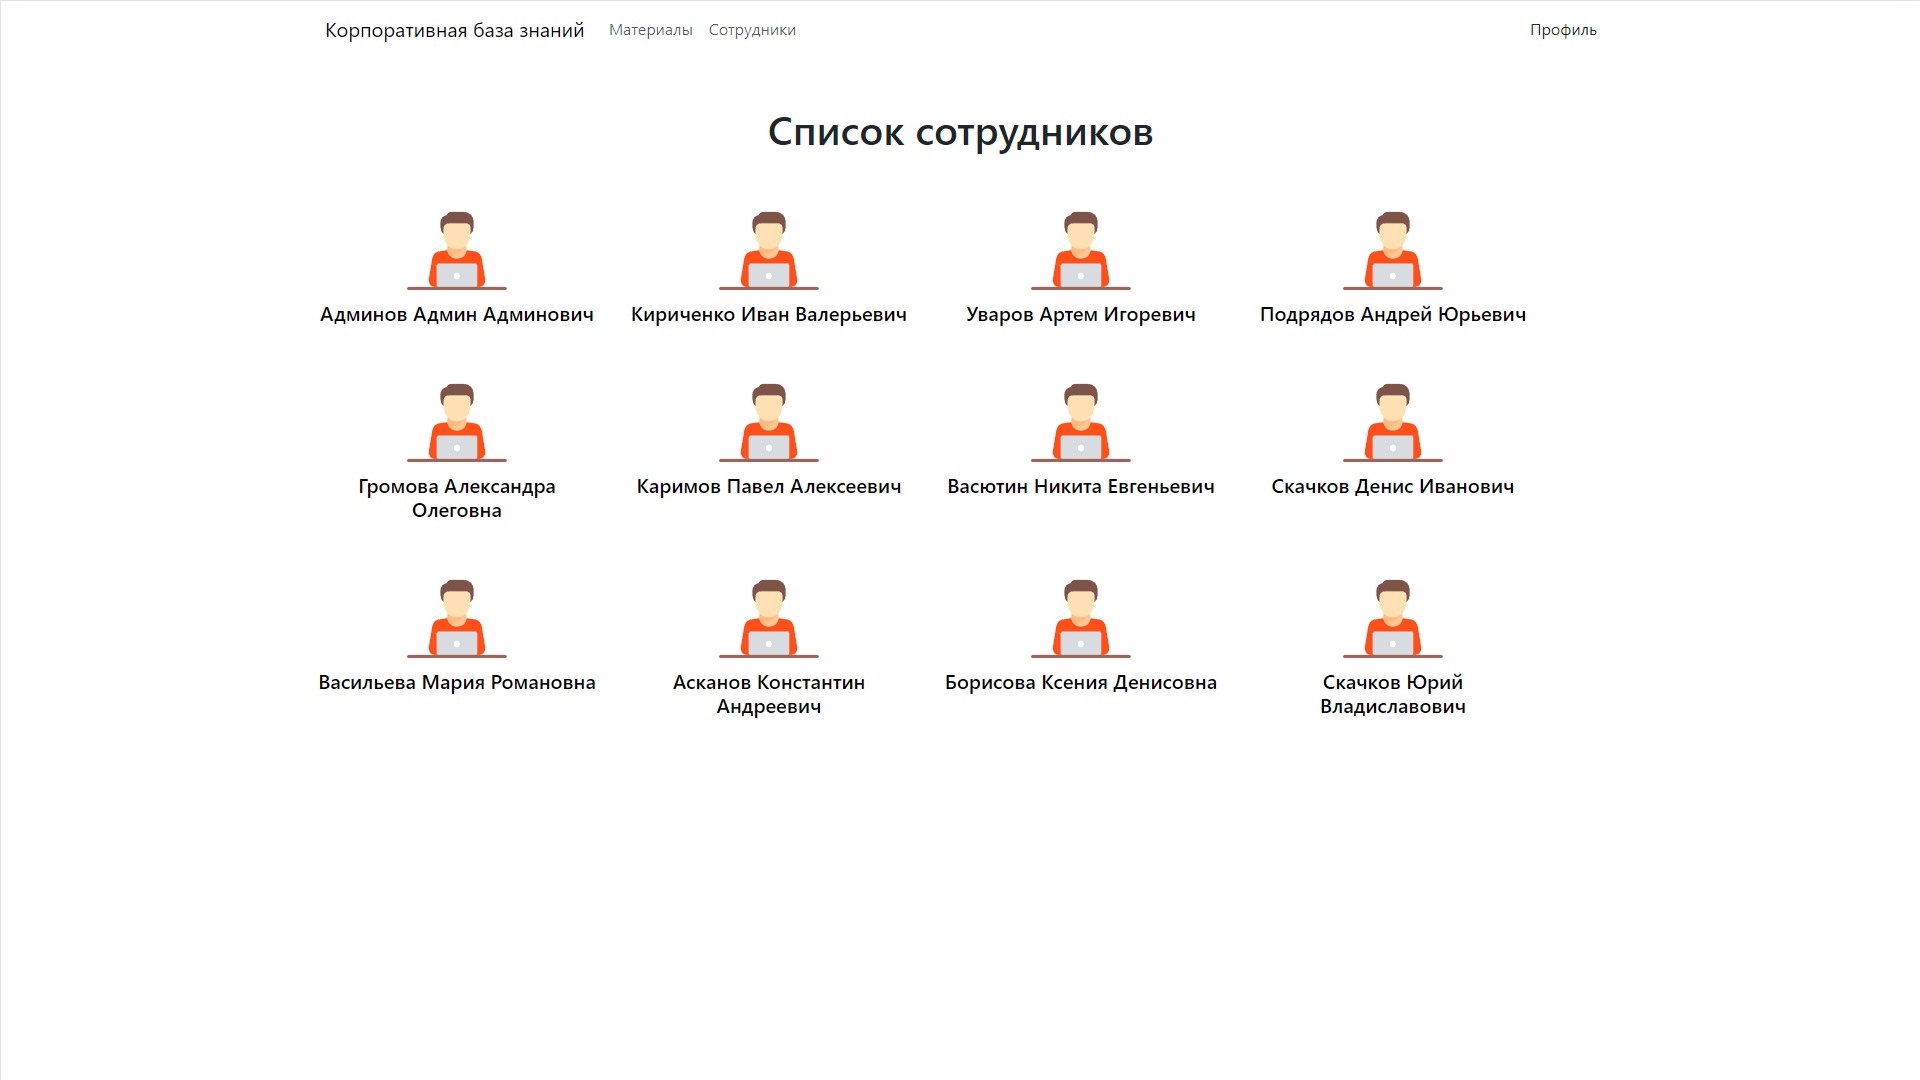 Корпоративная база знаний Материалы Сотрудники Профиль
Список сотрудников
Админов Админ Админович
Кириченко Иван Валерьевич
Уваров Артем Игоревич
Подрядов Андрей Юрьевич
Громова Александра
Олеговна
Каримов Павел Алексеевич
Васютин Никита Евгеньевич
Скачков Денис Иванович
Васильева Мария Романовна
Асканов Константин
Андреевич
Борисова Ксения Денисовна
Скачков Юрий
Владиславович